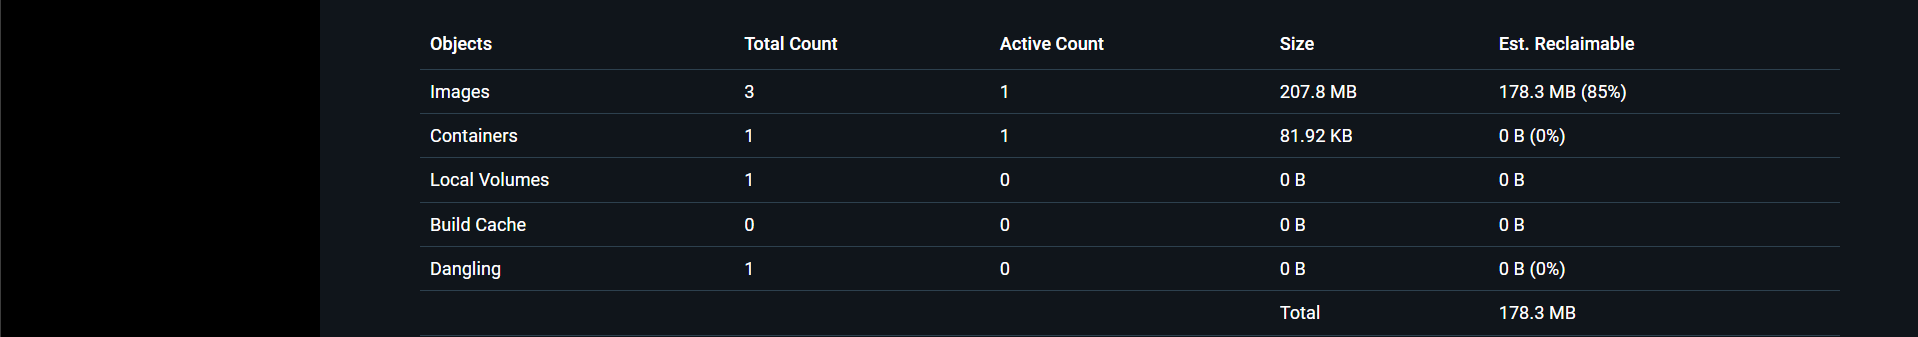 Objects Total Count Active Count Size Est. Reclaimable
Images 3 1 207.8 MB 178.3 MB (85%)
Containers 1 1 81.92 KB 0 B (0%)
Local Volumes 1 0 0 B 0 B
Build Cache 0 0 0 B 0 B
Dangling 1 0 0 B 0 B (0%)
Total 178.3 MB